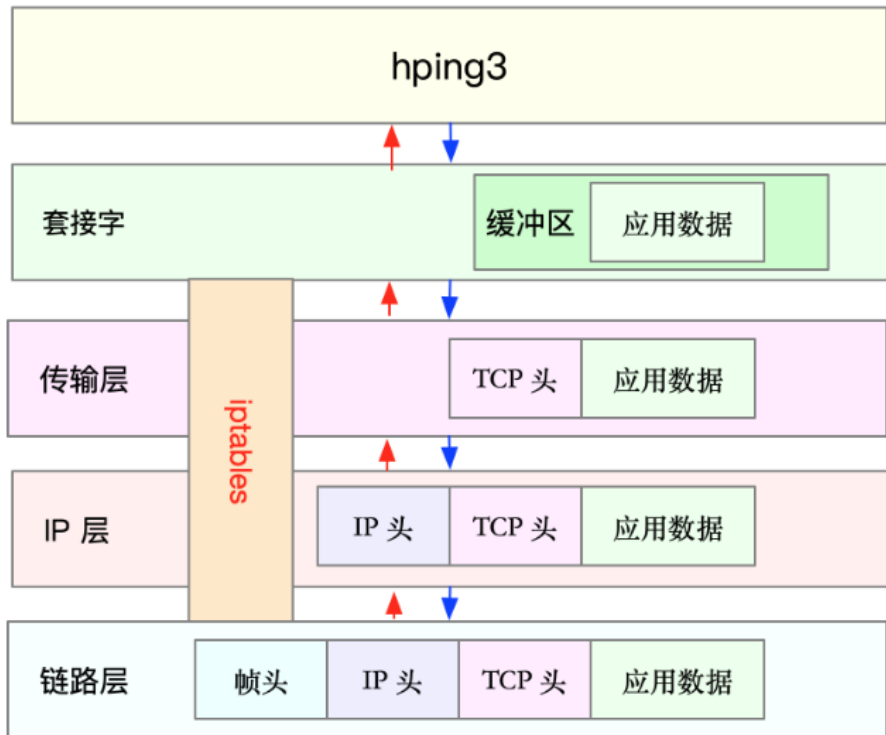 hping3
套接字
缓冲区
应用数据
传输层
TCP 头
应用数据
iptables
IP 层
IP 头
TCP 头
应用数据
链路层
帧头
IP 头
TCP 头
应用数据